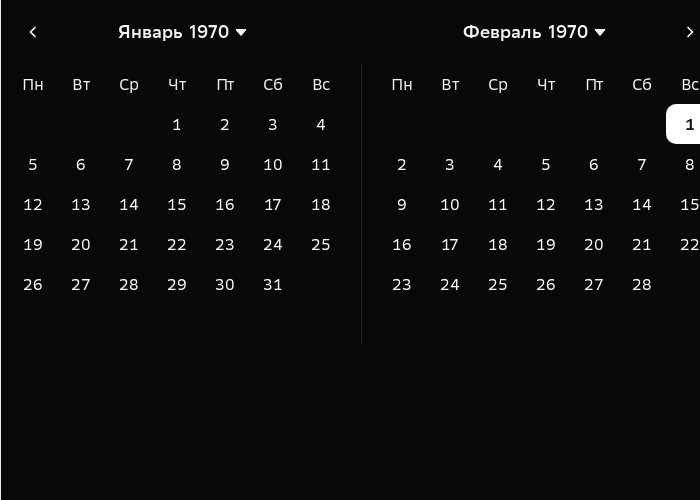 Январь 1970 Февраль 1970
Пн Вт Ср Чт Пт Сб Вс Пн Вт Ср Чт Пт Сб Вс
1 2 3 4 1
5 6 7 8 9 10 11 2 3 4 5 6 7 8
12 13 14 15 16 17 18 9 10 11 12 13 14 15
19 20 21 22 23 24 25 16 17 18 19 20 21 22
26 27 28 29 30 31 23 24 25 26 27 28